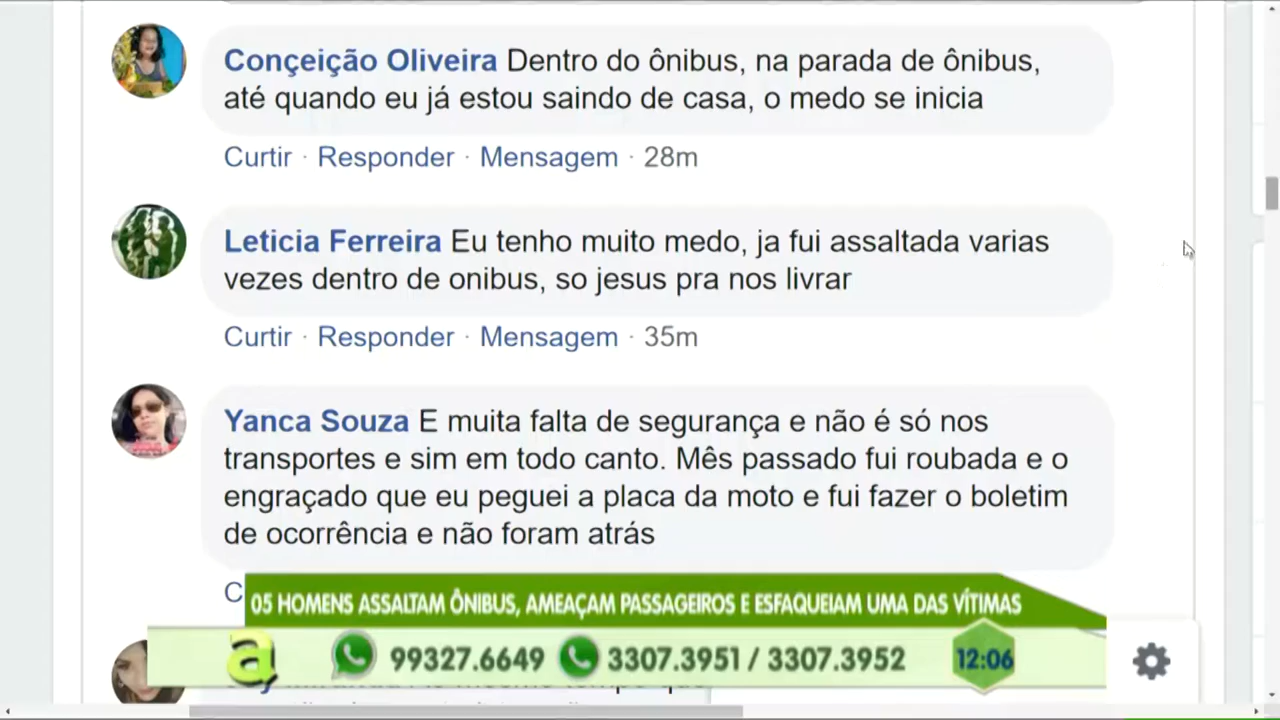 Conçeição Oliveira Dentro do ônibus, na parada de ônibus,
até quando eu já estou saindo de casa, o medo se inicia
Curtir · Responder · Mensagem · 28m
Leticia Ferreira Eu tenho muito medo, ja fui assaltada varias
vezes dentro de onibus, so jesus pra nos livrar
Curtir · Responder · Mensagem · 35m
Yanca Souza E muita falta de segurança e não é só nos
transportes e sim em todo canto. Mês passado fui roubada e o
engraçado que eu peguei a placa da moto e fui fazer o boletim
de ocorrência e não foram atrás
05 HOMENS ASSALTAM ÔNIBUS, AMEAÇAM PASSAGEIROS E ESFAQUEIAM UMA DAS VÍTIMAS
a 99327.6649 3307.3951 / 3307.3952 12:06